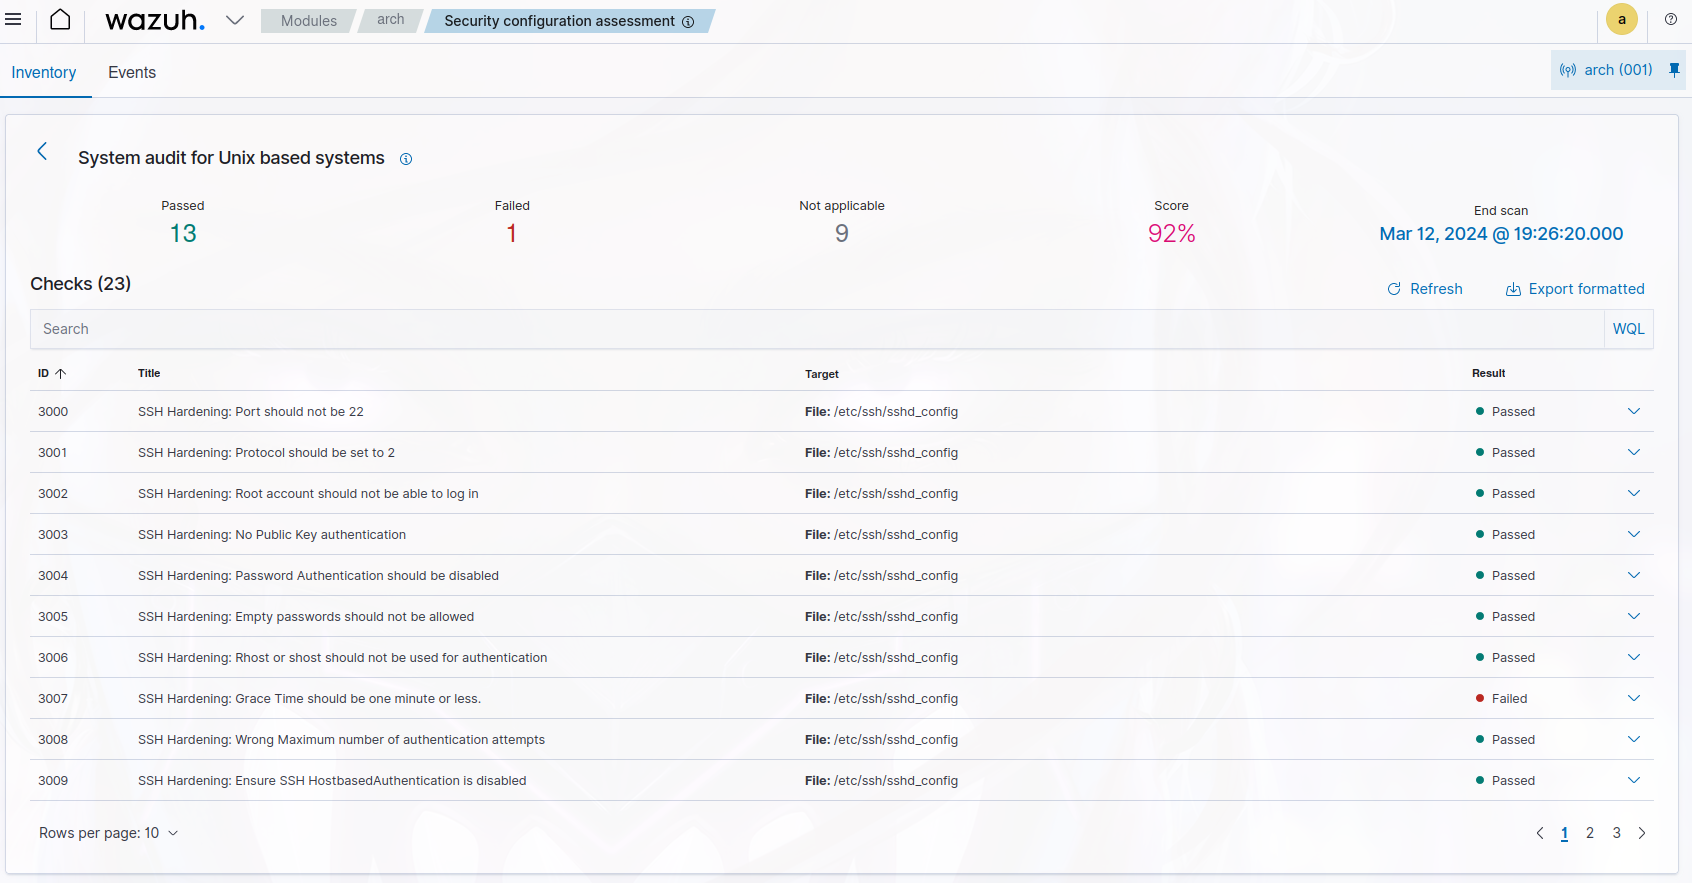 wazuh.
Modules
arch
Security configuration assessment
a
Inventory
Events
arch (001)
System audit for Unix based systems
Passed
13
Failed
1
Not applicable
9
Score
92%
End scan
Mar 12, 2024 @ 19:26:20.000
Checks (23)
Refresh
Export formatted
Search
WQL
ID Title Target Result
3000 SSH Hardening: Port should not be 22 File: /etc/ssh/sshd_config Passed
3001 SSH Hardening: Protocol should be set to 2 File: /etc/ssh/sshd_config Passed
3002 SSH Hardening: Root account should not be able to log in File: /etc/ssh/sshd_config Passed
3003 SSH Hardening: No Public Key authentication File: /etc/ssh/sshd_config Passed
3004 SSH Hardening: Password Authentication should be disabled File: /etc/ssh/sshd_config Passed
3005 SSH Hardening: Empty passwords should not be allowed File: /etc/ssh/sshd_config Passed
3006 SSH Hardening: Rhost or shost should not be used for authentication File: /etc/ssh/sshd_config Passed
3007 SSH Hardening: Grace Time should be one minute or less. File: /etc/ssh/sshd_config Failed
3008 SSH Hardening: Wrong Maximum number of authentication attempts File: /etc/ssh/sshd_config Passed
3009 SSH Hardening: Ensure SSH HostbasedAuthentication is disabled File: /etc/ssh/sshd_config Passed
Rows per page: 10
1 2 3